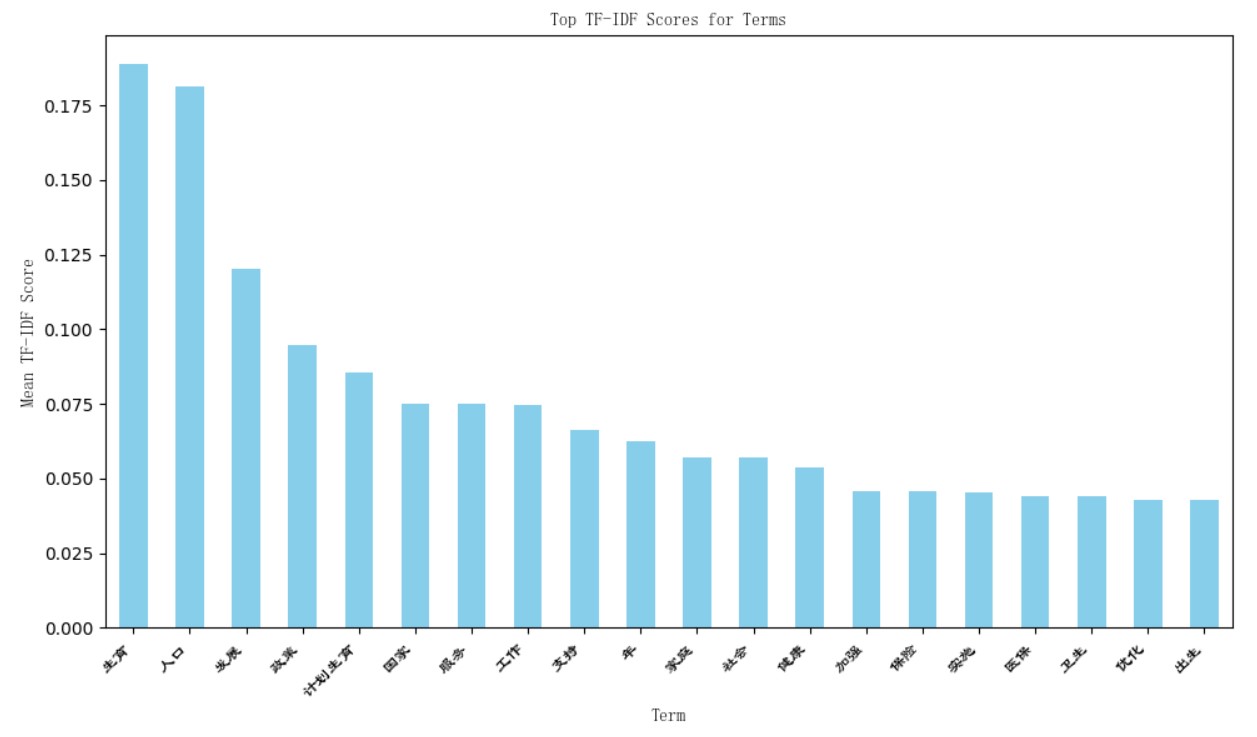 Top TF-IDF Scores for Terms
Mean TF-IDF Score
0.175
0.150
0.125
0.100
0.075
0.050
0.025
0.000
生育
人口
发展
政策
计划生育
国家
服务
工作
支持
年
家庭
社会
健康
加强
保险
实施
医保
卫生
优化
出生
Term